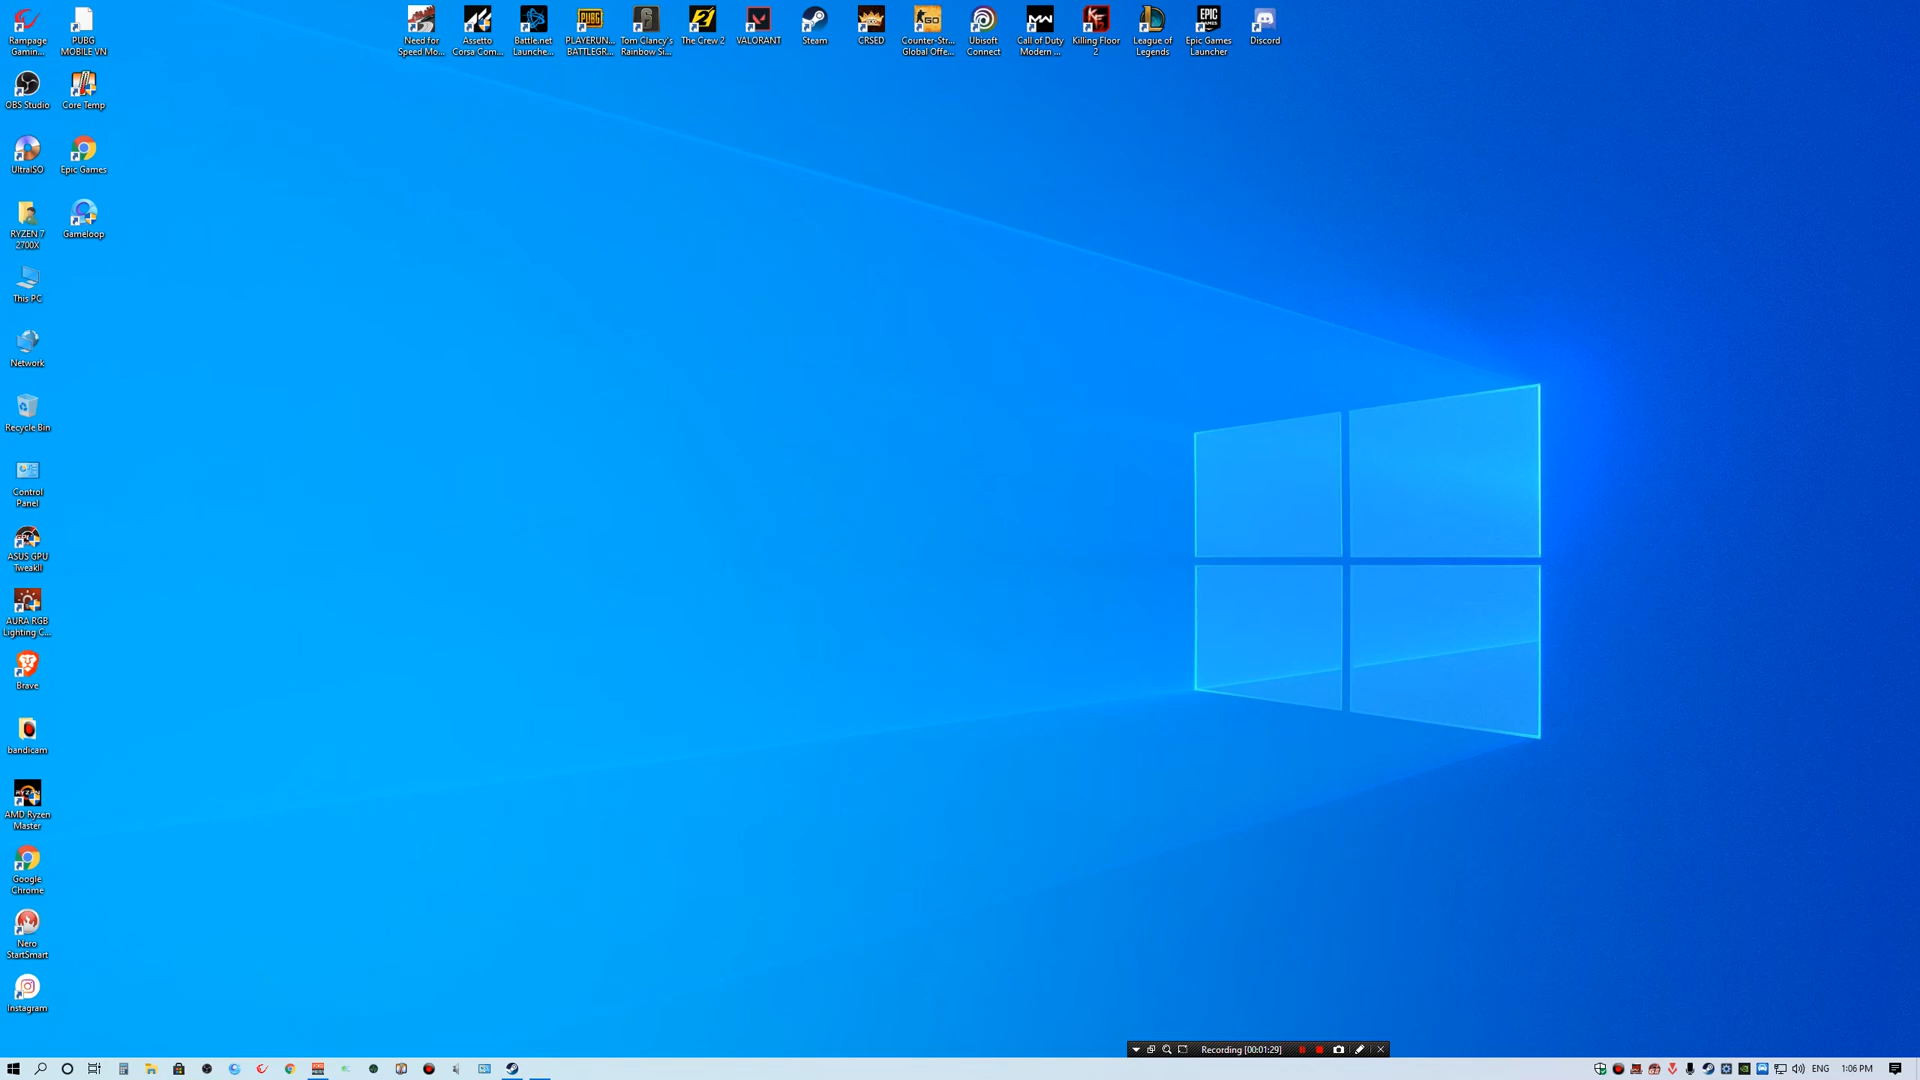 Rampage
Gamin...
PUBG
MOBILE VN
Need for
Speed Mo...
Assetto
Corsa Com...
Battle.net
Launche...
PLAYERUN...
BATTLEGR...
Tom Clancy's
Rainbow Si...
The Crew 2
VALORANT
Steam
CRSED
Counter-Str...
Global Offe...
Ubisoft
Connect
Call of Duty
Modern ...
Killing Floor
2
League of
Legends
Epic Games
Launcher
Discord
OBS Studio
Core Temp
UltraISO
Epic Games
RYZEN 7
2700X
Gameloop
This PC
Network
Recycle Bin
Control
Panel
ASUS GPU
TweakII
AURA RGB
Lighting C...
Brave
bandicam
AMD Ryzen
Master
Google
Chrome
Nero
StartSmart
Instagram
Recording [00:01:29]
ENG
1:06 PM